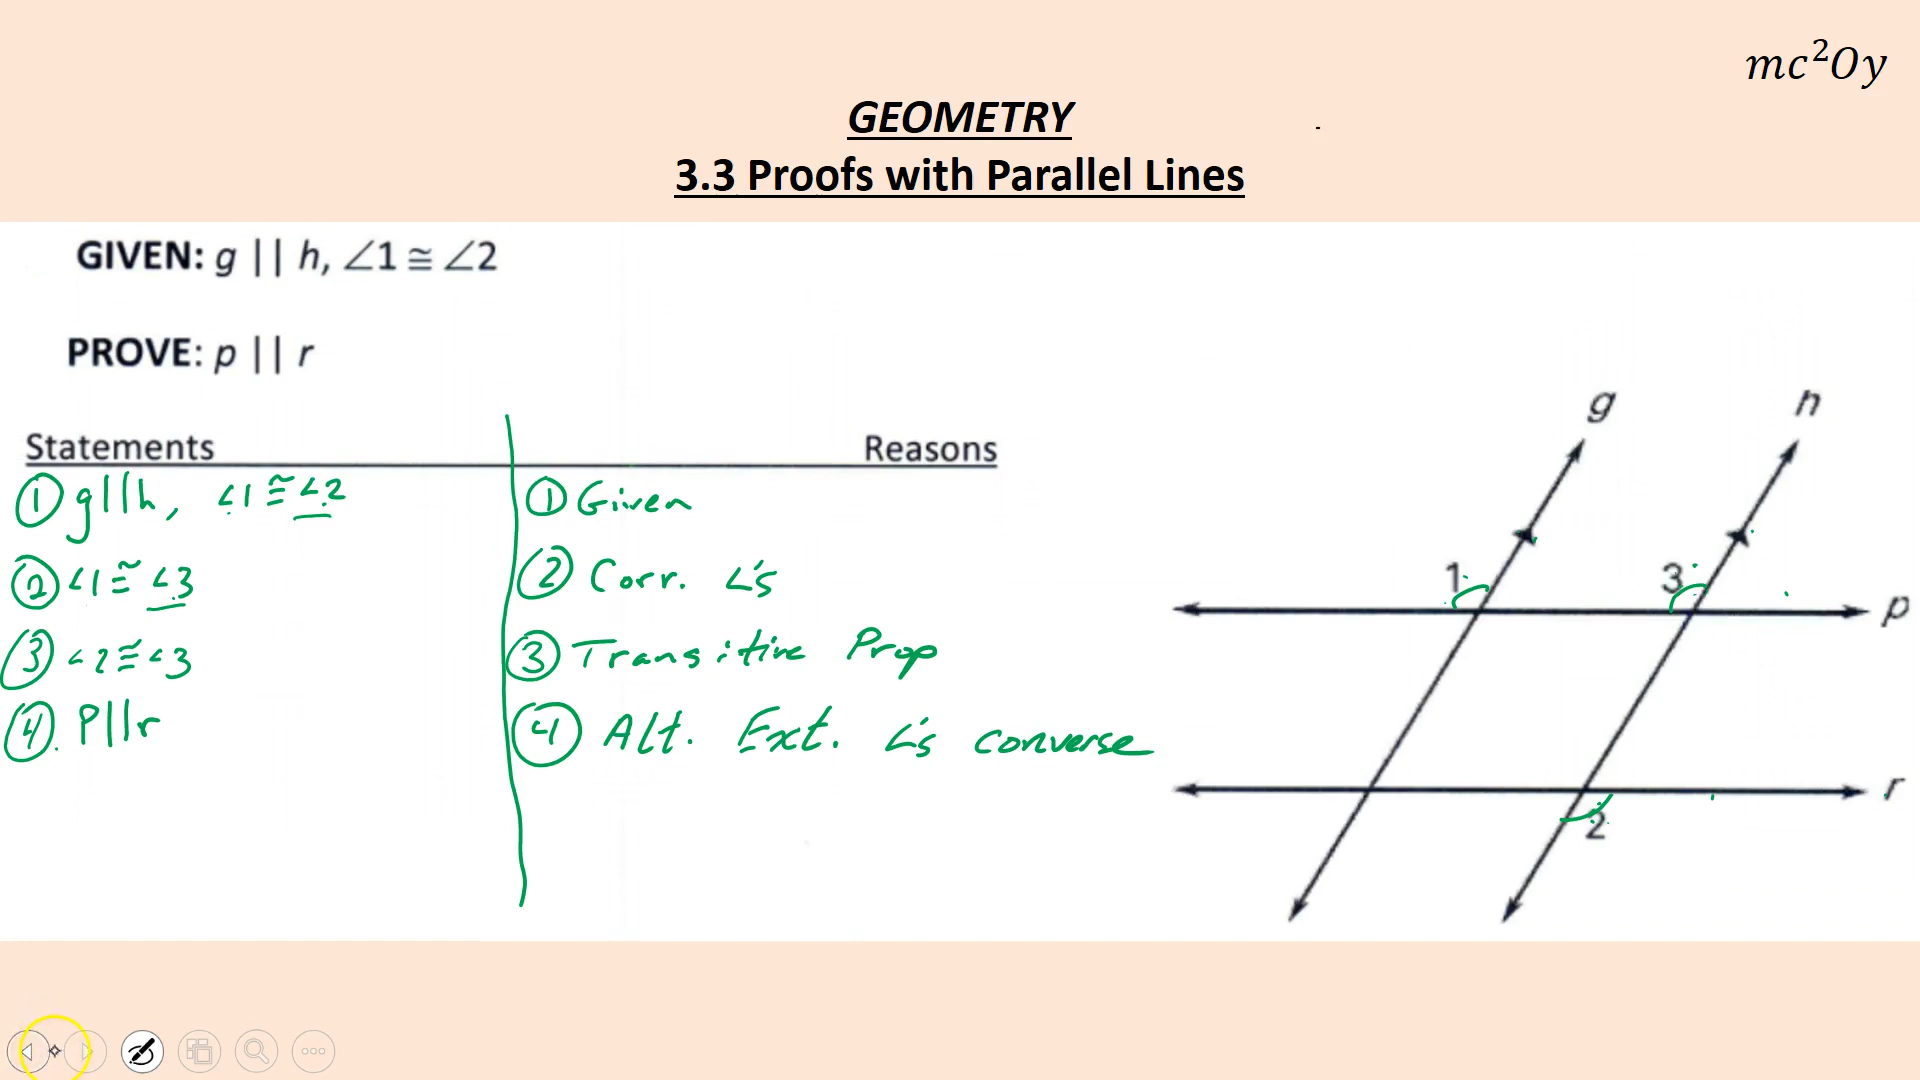 mc²Oy
GEOMETRY
3.3 Proofs with Parallel Lines
GIVEN: g || h, ∠1 ≅ ∠2
PROVE: p || r
Statements Reasons
① g||h, ∠1 ≅ ∠2 ① Given
② ∠1 ≅ ∠3 ② Corr. ∠'s
③ ∠2 ≅ ∠3 ③ Transitive Prop
④. P||r ④ Alt. Ext. ∠'s converse
g h
1 3
p
r
2